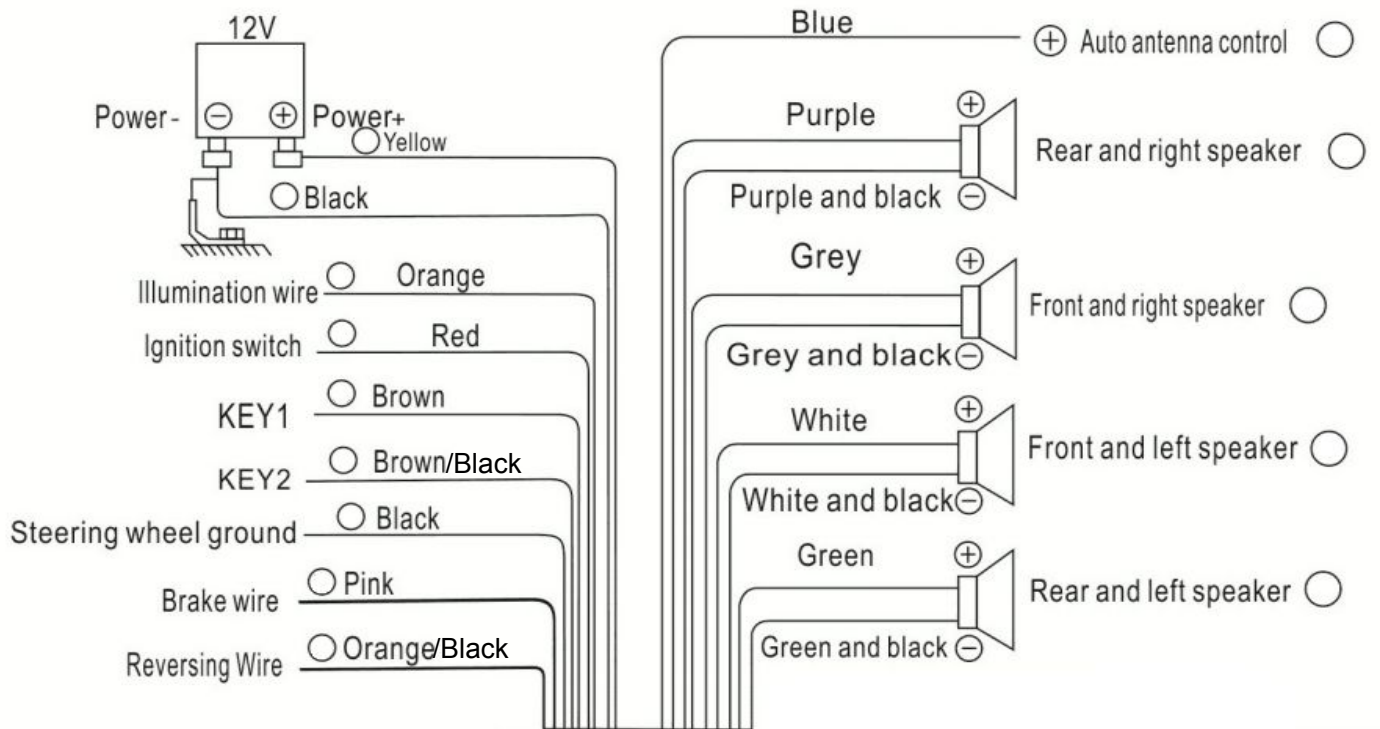 12V
Power - - + Power+
Yellow
Black
Illumination wire Orange
Ignition switch Red
KEY1 Brown
KEY2 Brown/Black
Steering wheel ground Black
Brake wire Pink
Reversing Wire Orange/Black
Blue + Auto antenna control
Purple +
Rear and right speaker
Purple and black -
Grey +
Front and right speaker
Grey and black -
White +
Front and left speaker
White and black -
Green +
Rear and left speaker
Green and black -